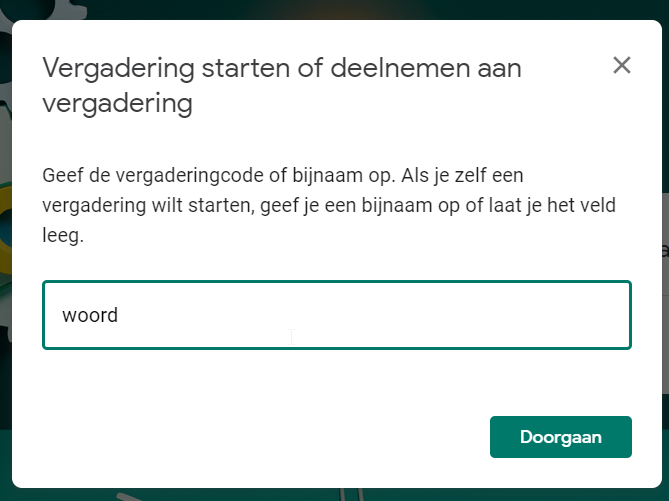 Vergadering starten of deelnemen aan
vergadering
Geef de vergaderingcode of bijnaam op. Als je zelf een
vergadering wilt starten, geef je een bijnaam op of laat je het veld
leeg.
woord
Doorgaan